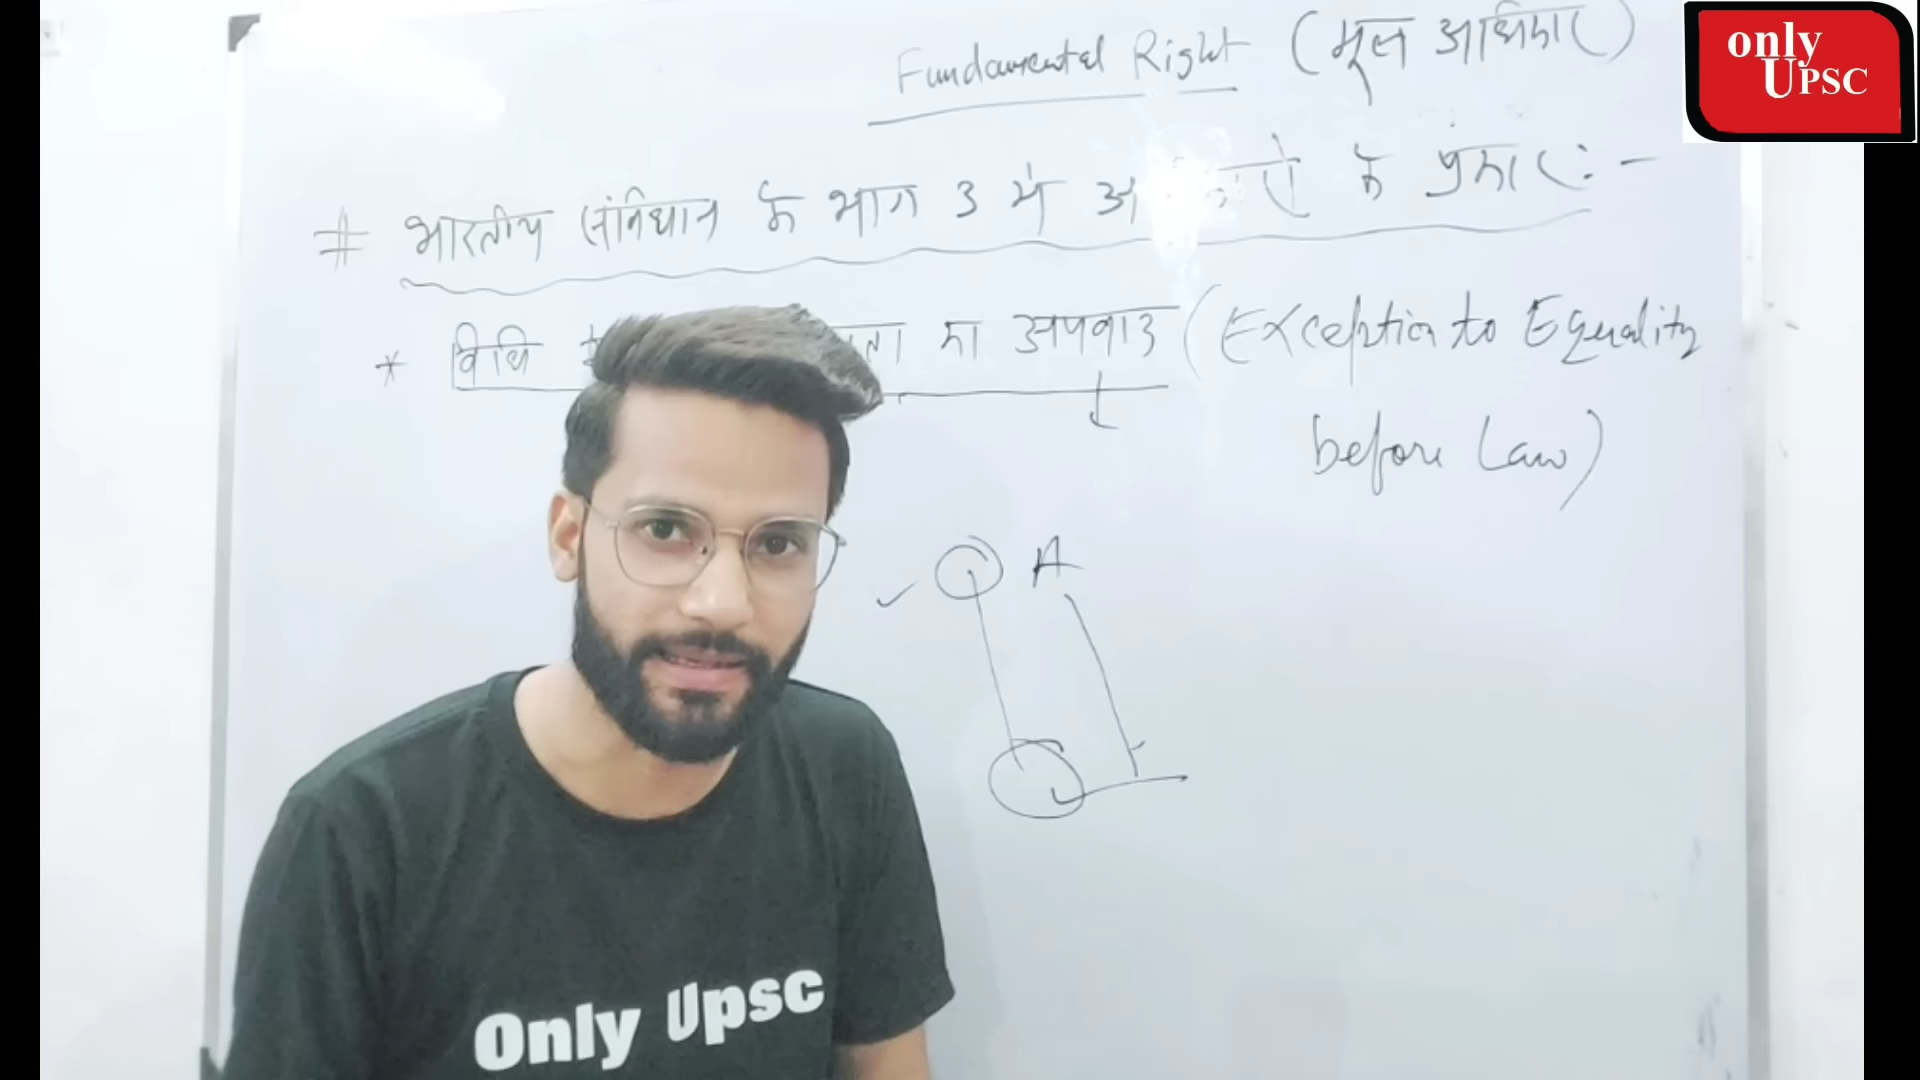 Fundamental Right (मूल अधिकार)
only
UPSC
# भारतीय संविधान के भाग 3 में के प्रकार : -
* विधि का अपवाद (Exception to Equality
before Law)
A
Only Upsc